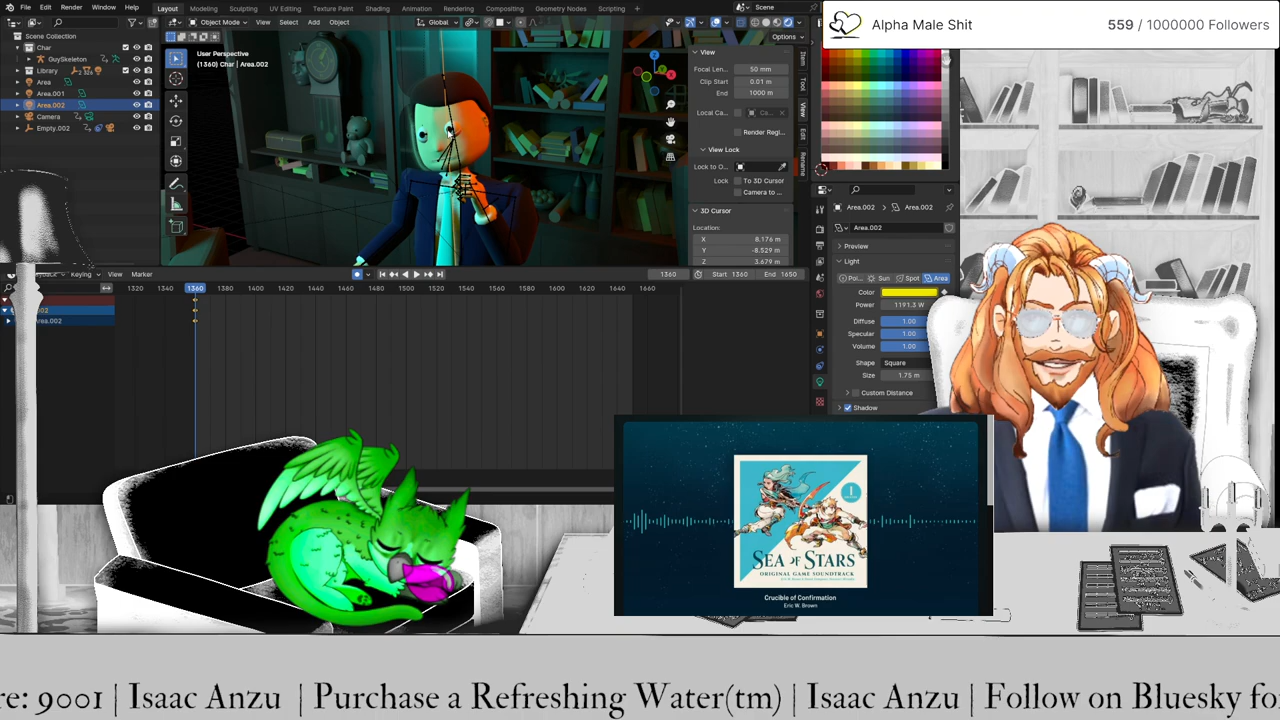 File Edit Render Window Help
Layout Modeling Sculpting UV Editing Texture Paint Shading Animation Rendering Compositing Geometry Nodes Scripting
Scene
Object Mode View Select Add Object
Global
Options
Scene Collection
Char
GuySkeleton
Library
Area
Area.001
Area.002
Camera
Empty.002
User Perspective
(1360) Char | Area.002
View
Focal Len... 50 mm
Clip Start 0.01 m
End 1000 m
Local Ca...
Render Regi...
View Lock
Lock to O...
Lock To 3D Cursor
Camera to ...
3D Cursor
Location:
X 8.176 m
Y -8.529 m
Z 3.679 m
Item
Tool
View
Edit
Rename
Keying View Marker
1360 Start 1360 End 1650
1320 1340 1360 1380 1400 1420 1440 1460 1480 1500 1520 1540 1560 1580 1600 1620 1640 1660
Alpha Male Shit
559 / 1000000 Followers
Area.002 > Area.002
Area.002
Preview
Light
Poi... Sun Spot Area
Color
Power 1191.3 W
Diffuse 1.00
Specular 1.00
Volume 1.00
Shape Square
Size 1.75 m
Custom Distance
Shadow
SEA of STARS
ORIGINAL GAME SOUNDTRACK
Crucible of Confirmation
Eric W. Brown
re: 9001 | Isaac Anzu | Purchase a Refreshing Water(tm) | Isaac Anzu | Follow on Bluesky fo